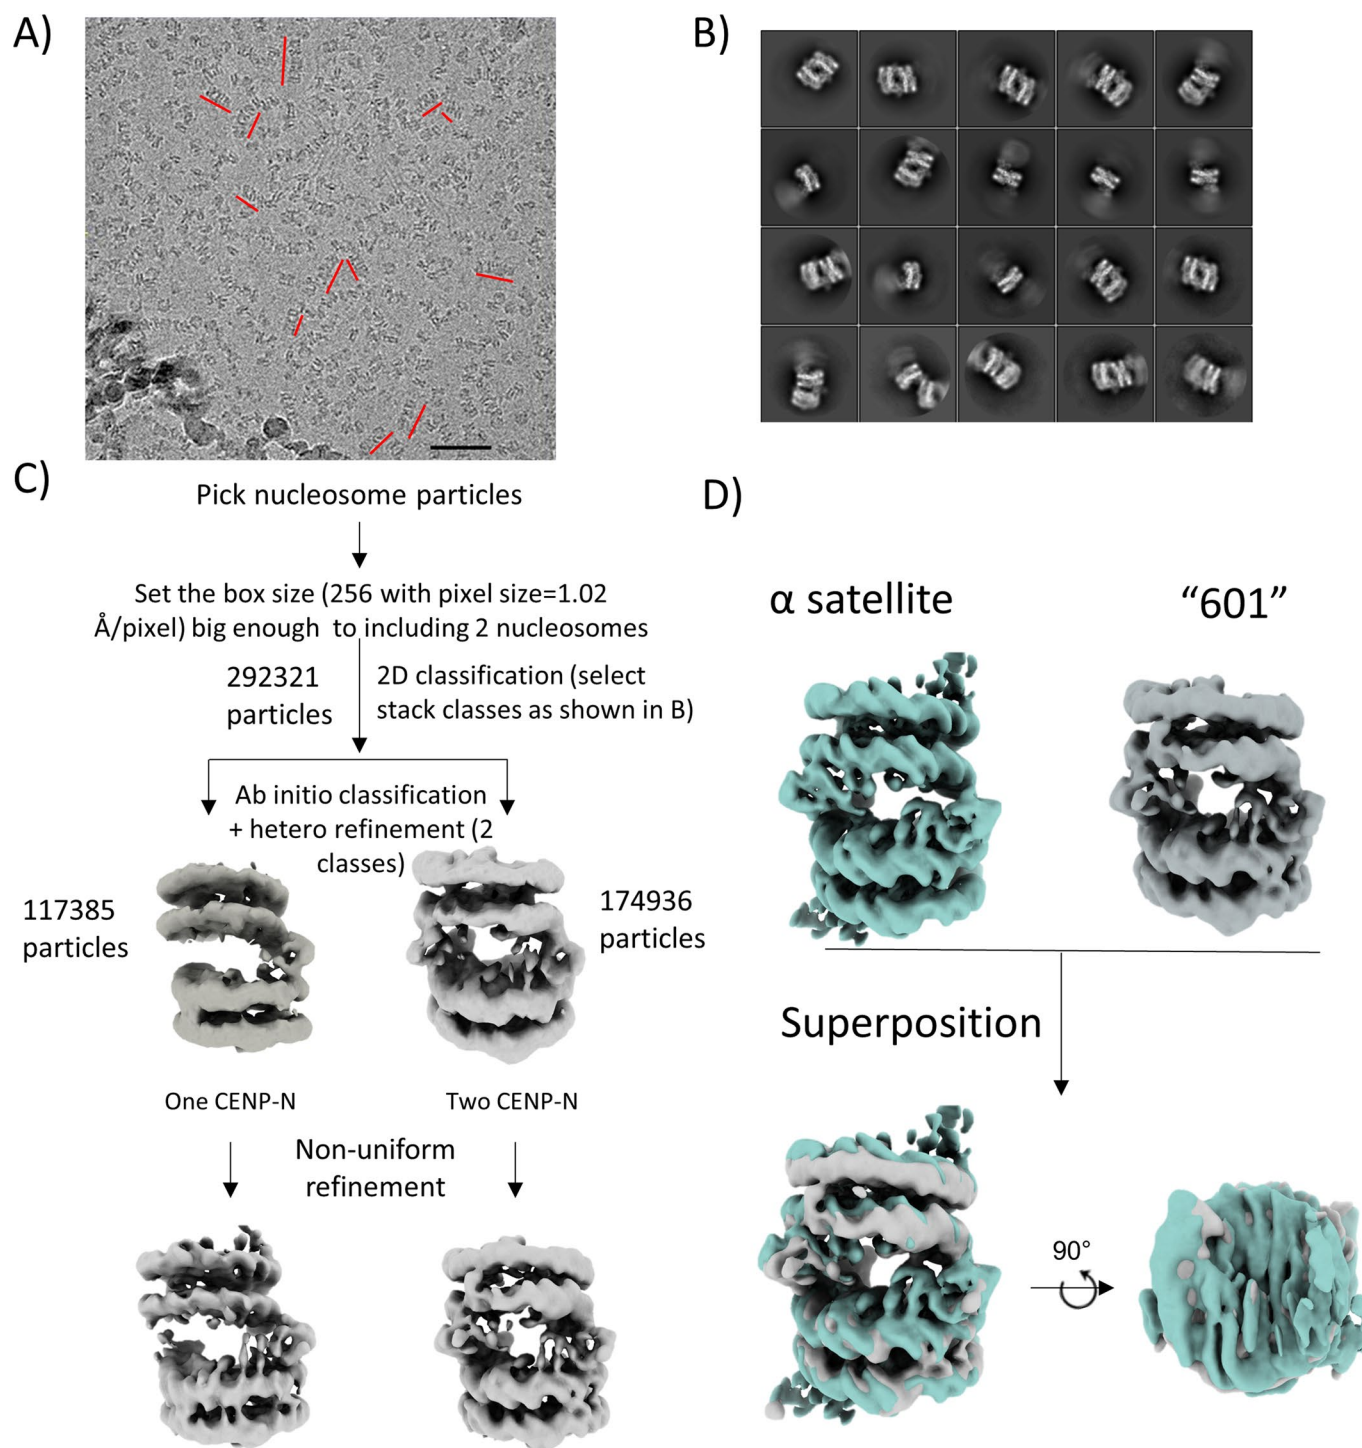 A)
B)
C)
Pick nucleosome particles
Set the box size (256 with pixel size=1.02
Å/pixel) big enough to including 2 nucleosomes
292321
particles
2D classification (select
stack classes as shown in B)
Ab initio classification
+ hetero refinement (2
classes)
117385
particles
174936
particles
One CENP-N
Two CENP-N
Non-uniform
refinement
D)
α satellite
“601”
Superposition
90°